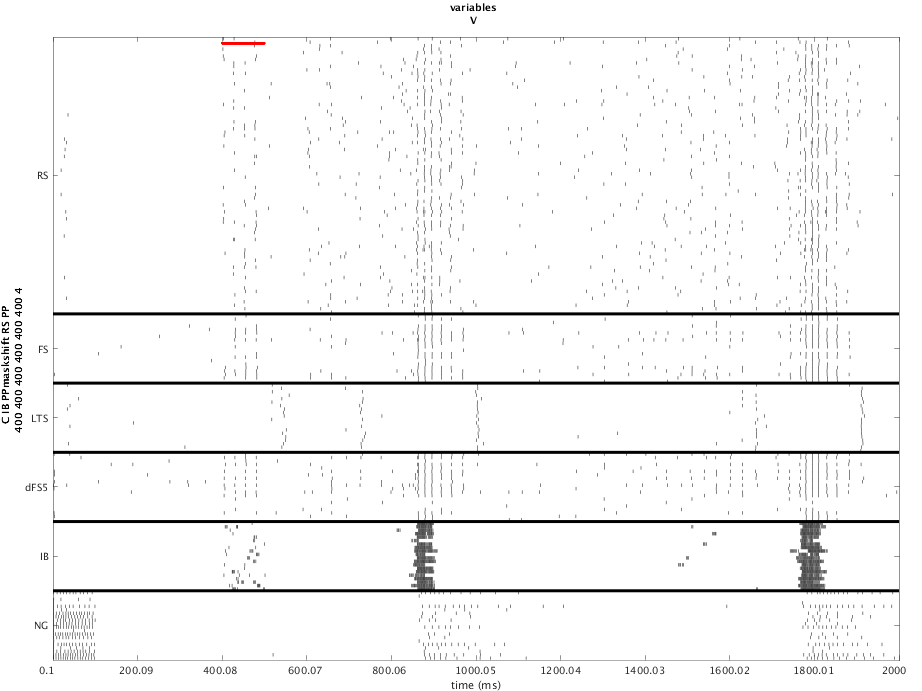 variables
V
C IB PPmaskshift RS PP
400 400 400 400 400 400 4
RS
FS
LTS
dFS5
IB
NG
0.1 200.09 400.08 600.07 800.06 1000.05 1200.04 1400.03 1600.02 1800.01 2000
time (ms)